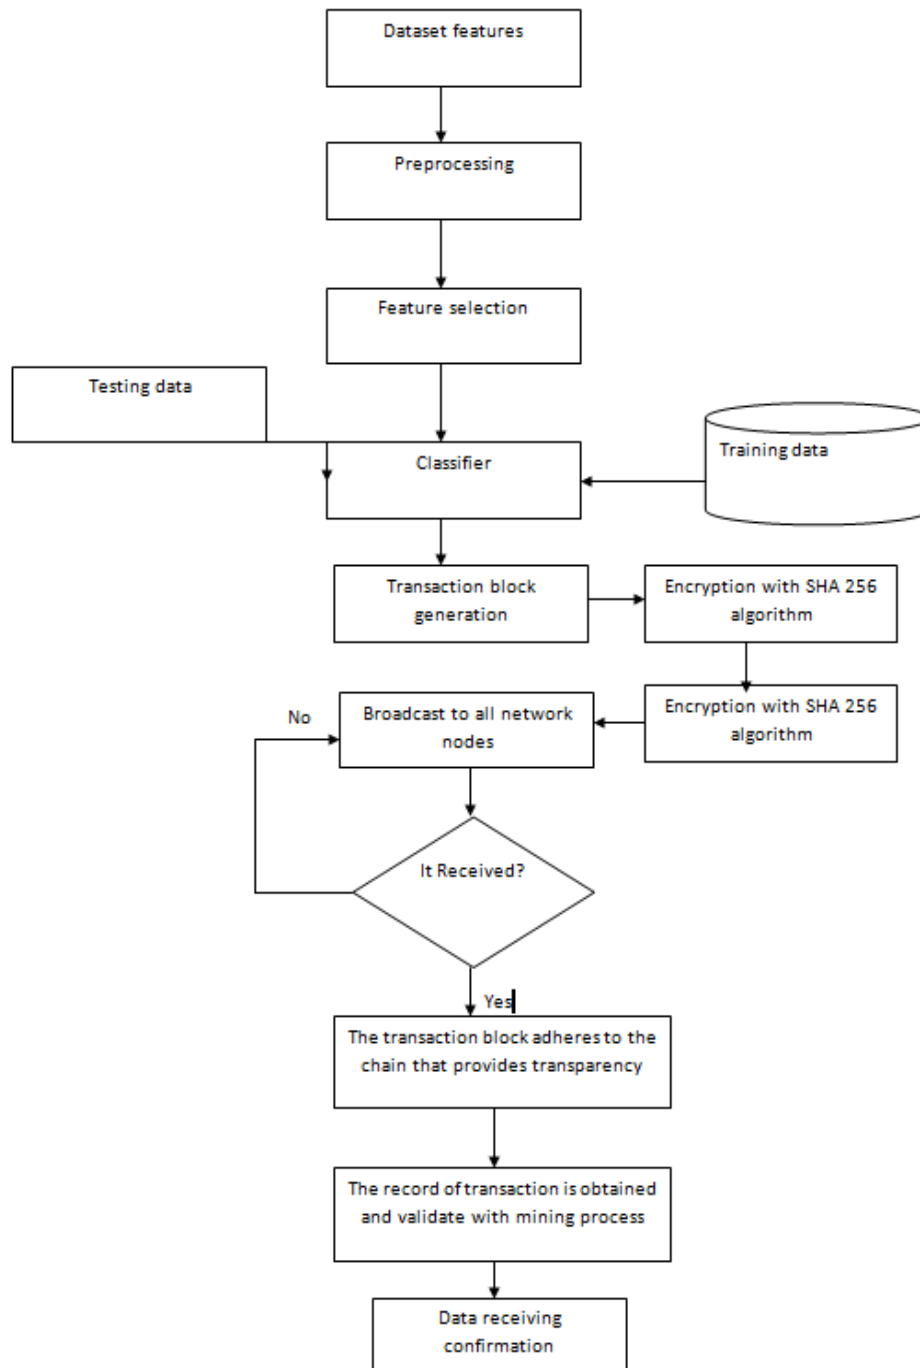 Dataset features
Preprocessing
Feature selection
Testing data
Training data
Classifier
Transaction block
generation
Encryption with SHA 256
algorithm
Encryption with SHA 256
algorithm
Broadcast to all network
nodes
No
It Received?
Yes
The transaction block adheres to the
chain that provides transparency
The record of transaction is obtained
and validate with mining process
Data receiving
confirmation